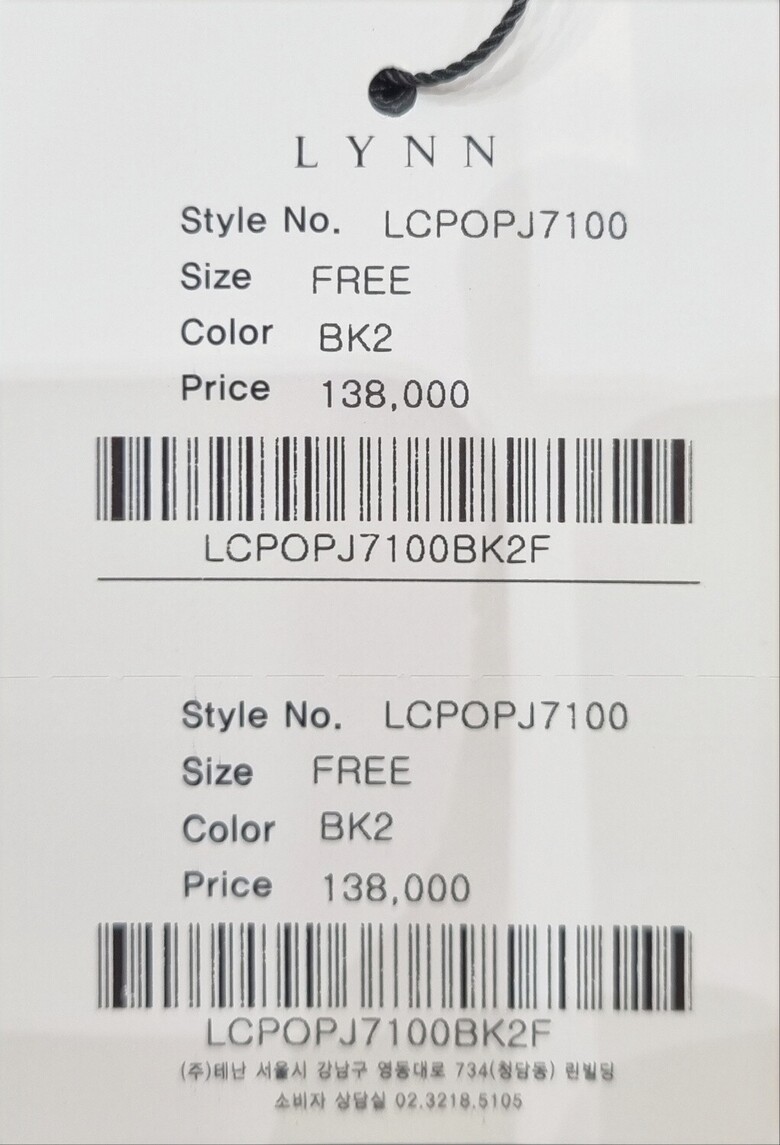 LYNN
Style No. LCPOPJ7100
Size FREE
Color BK2
Price 138,000
LCPOPJ7100BK2F
Style No. LCPOPJ7100
Size FREE
Color BK2
Price 138,000
LCPOPJ7100BK2F
(주)테난 서울시 강남구 영동대로 734(청담동) 린빌딩
소비자 상담실 02.3218.5105